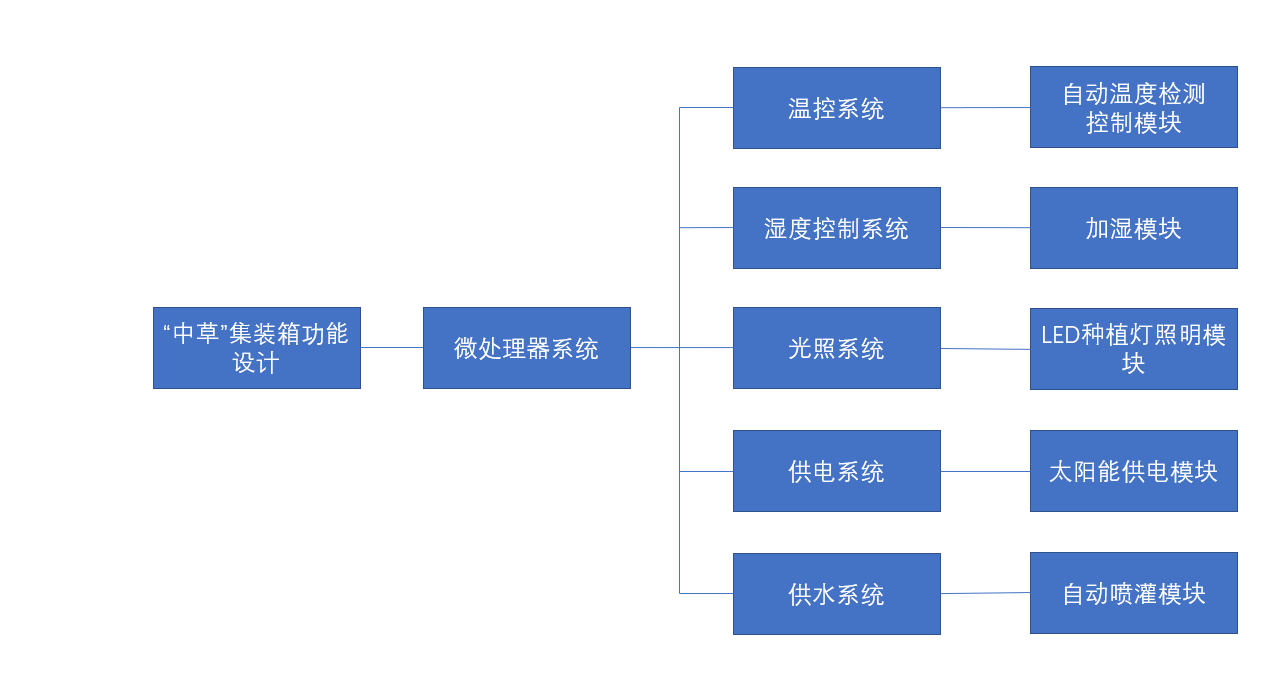 “中草”集装箱功能
设计
微处理器系统
温控系统
自动温度检测
控制模块
湿度控制系统
加湿模块
光照系统
LED种植灯照明模
块
供电系统
太阳能供电模块
供水系统
自动喷灌模块